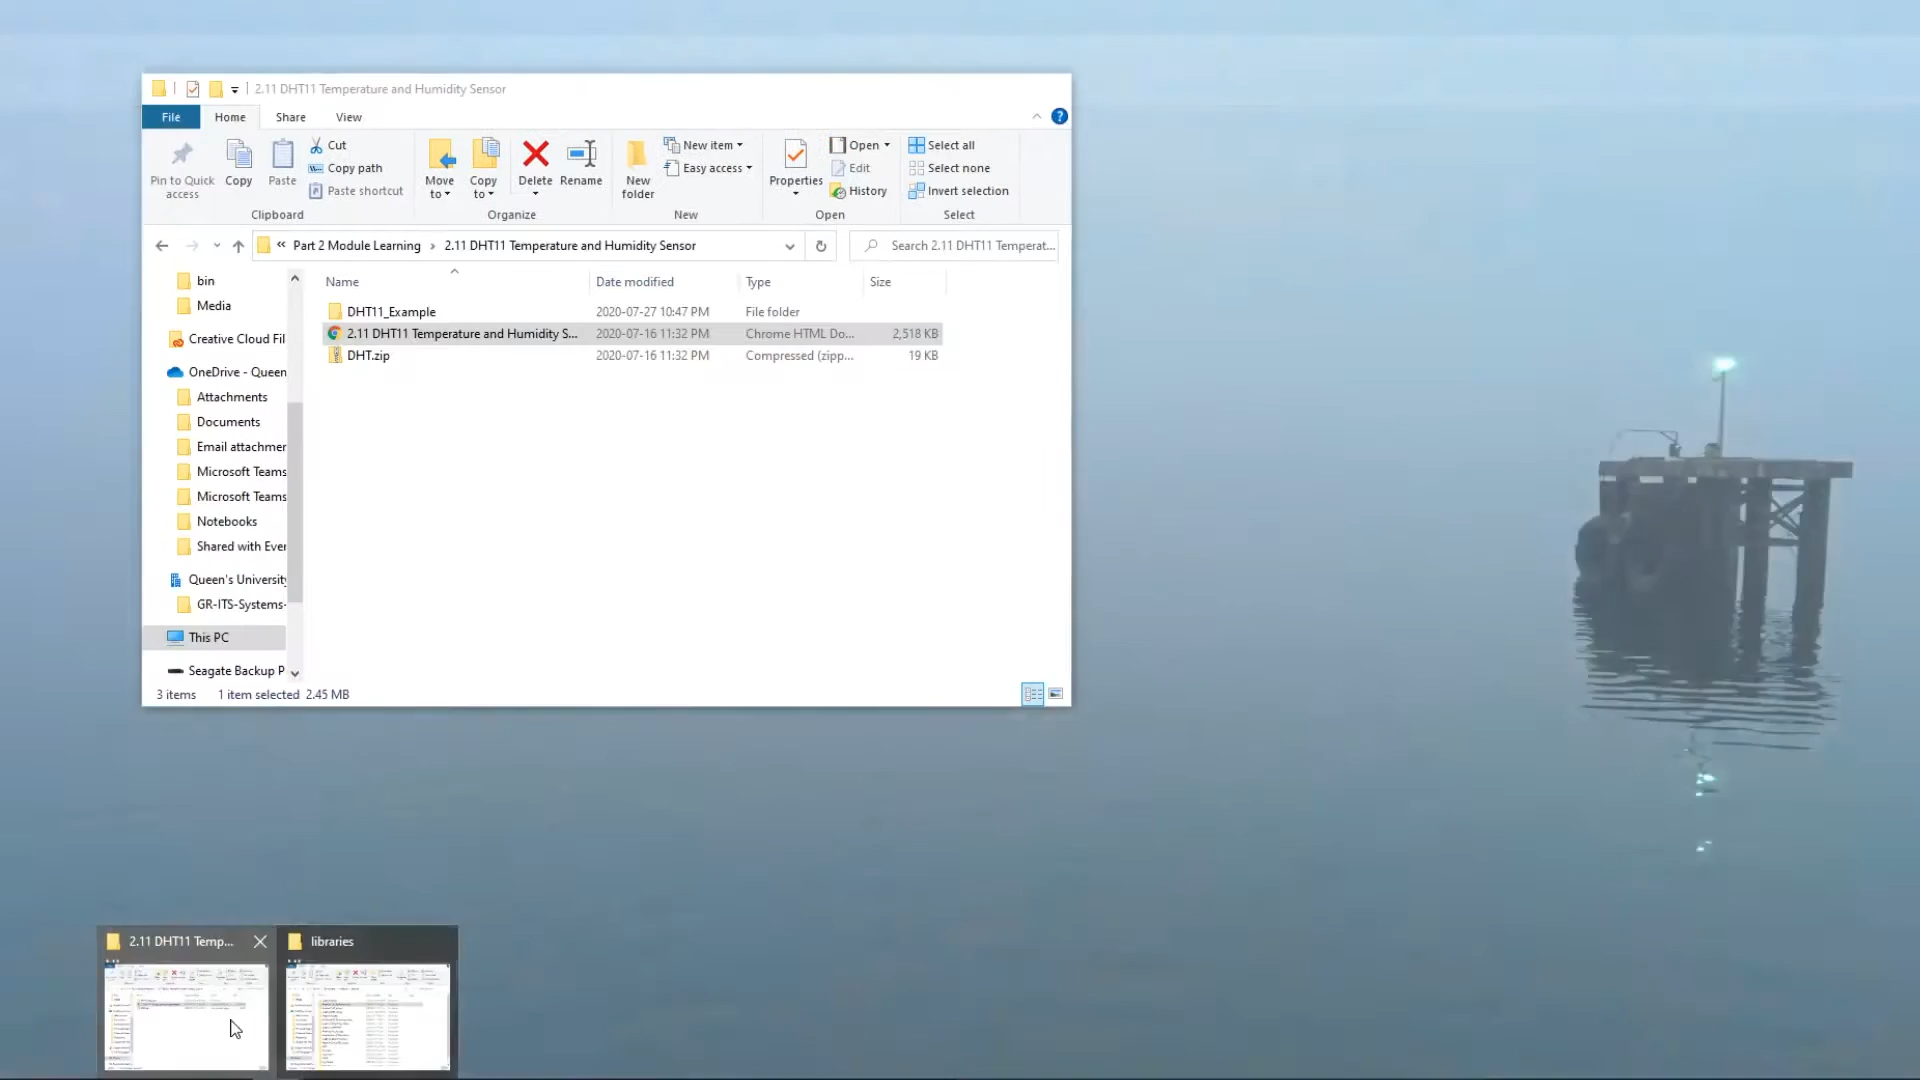 2.11 DHT11 Temperature and Humidity Sensor
File
Home
Share
View
Pin to Quick access
Copy
Paste
Cut
Copy path
Paste shortcut
Clipboard
Move to
Copy to
Delete
Rename
Organize
New folder
New item
Easy access
New
Properties
Open
Edit
History
Open
Select all
Select none
Invert selection
Select
« Part 2 Module Learning › 2.11 DHT11 Temperature and Humidity Sensor
Search 2.11 DHT11 Temperat...
bin
Media
Creative Cloud Fil
OneDrive - Queen
Attachments
Documents
Email attachmer
Microsoft Teams
Microsoft Teams
Notebooks
Shared with Ever
Queen's University
GR-ITS-Systems-
This PC
Seagate Backup P
Name Date modified Type Size
DHT11_Example 2020-07-27 10:47 PM File folder
2.11 DHT11 Temperature and Humidity S... 2020-07-16 11:32 PM Chrome HTML Do... 2,518 KB
DHT.zip 2020-07-16 11:32 PM Compressed (zipp... 19 KB
3 items 1 item selected 2.45 MB
2.11 DHT11 Temp...
libraries